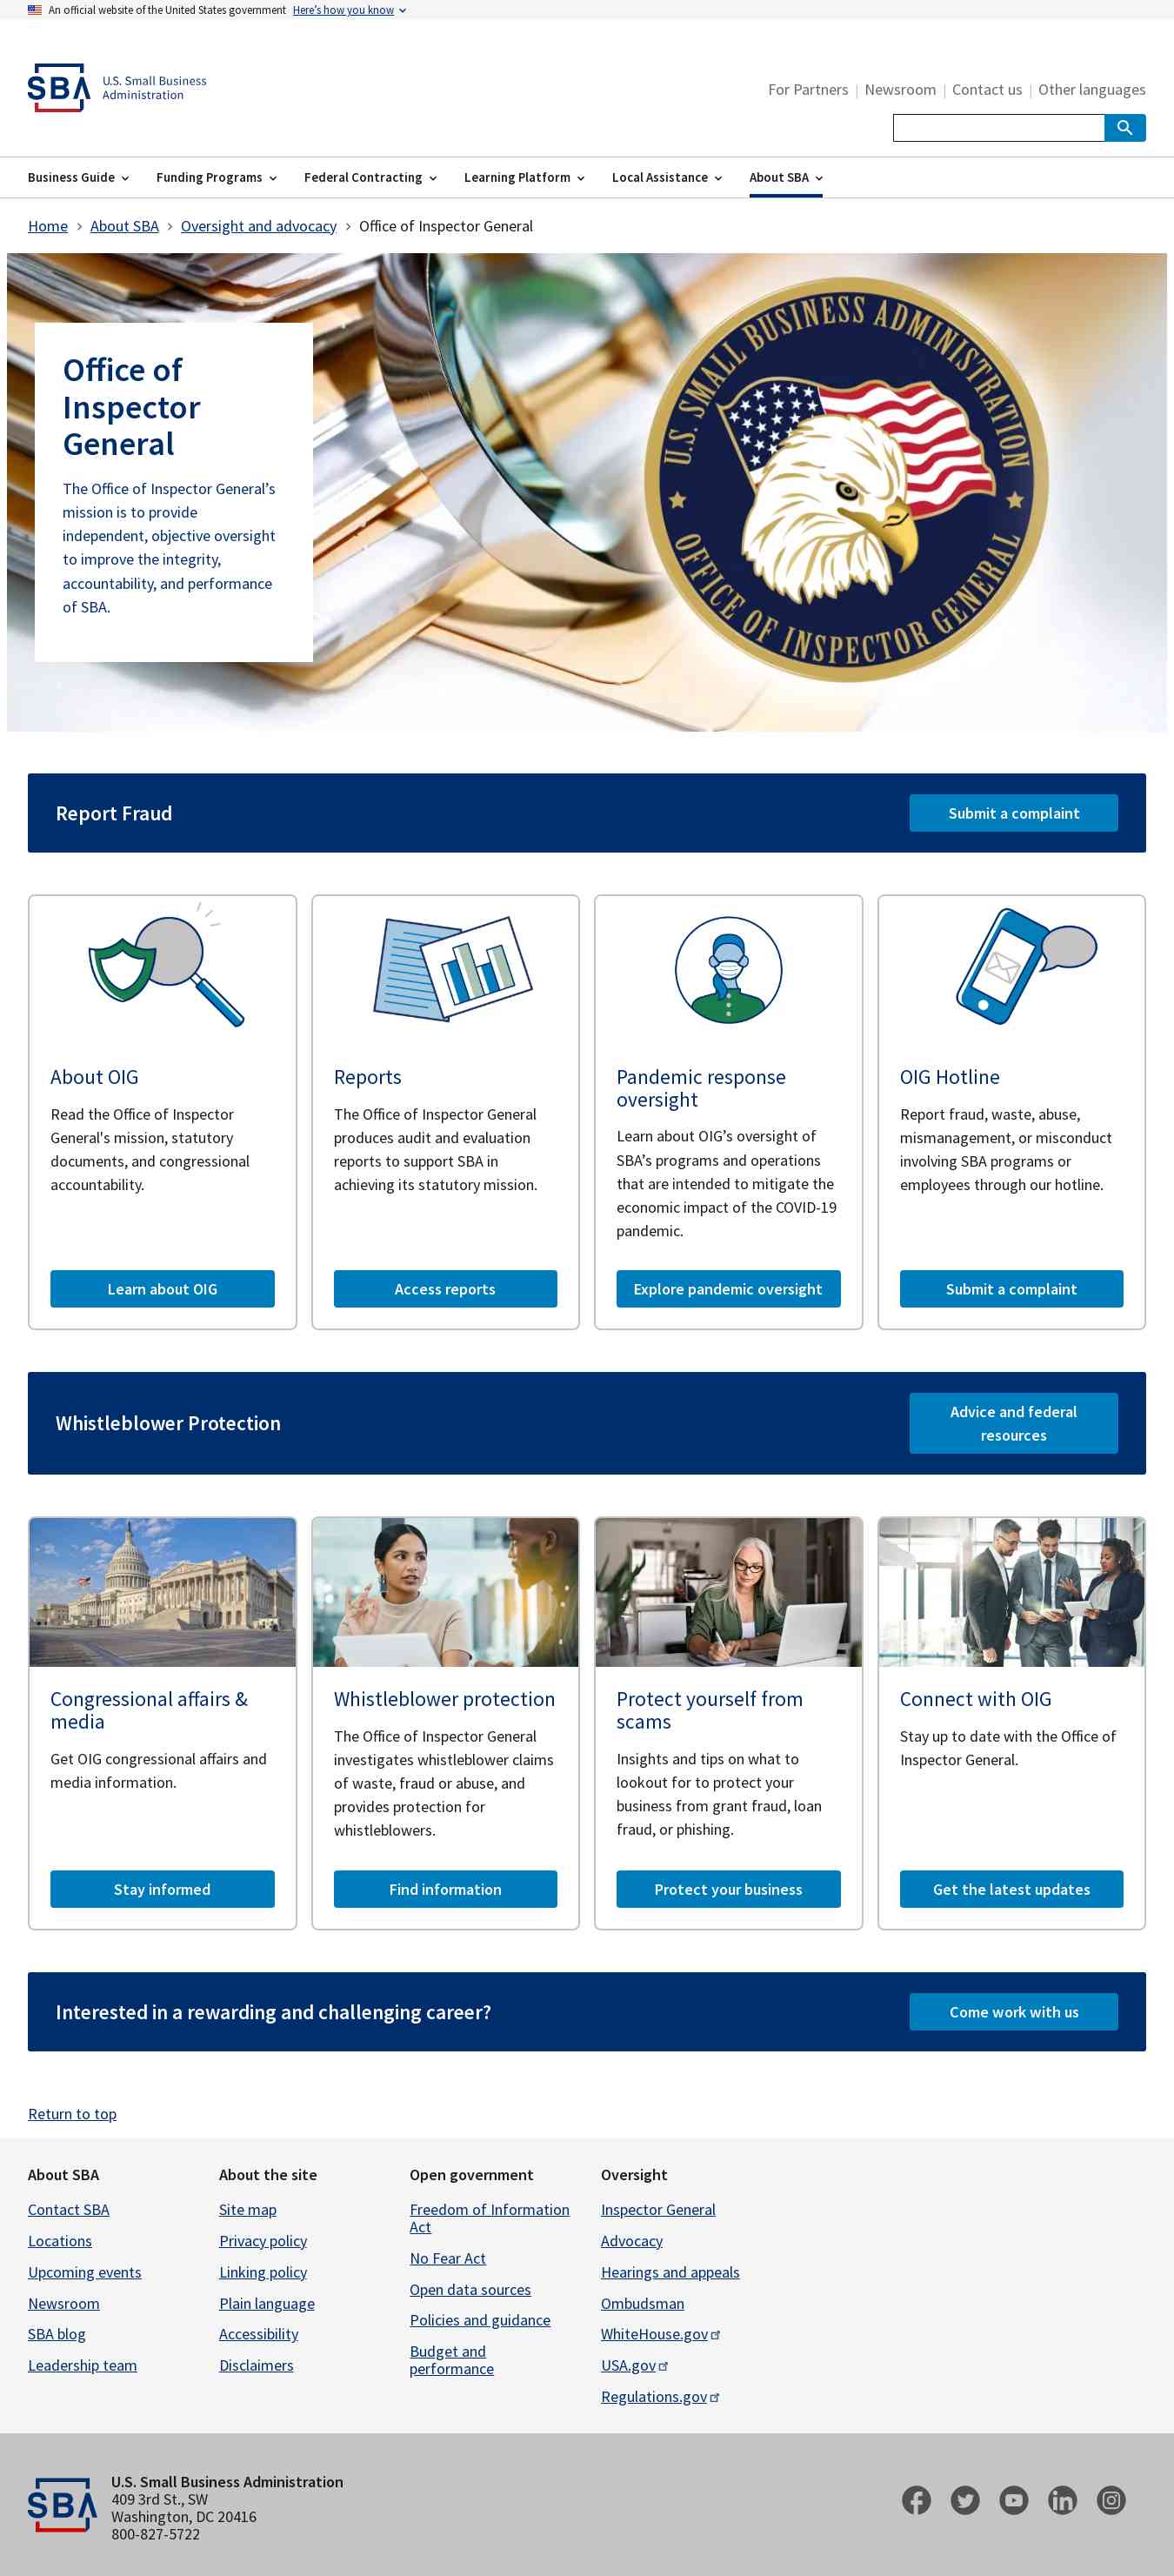 An official website of the United States government Here's how you know
SBA U.S. Small Business
Administration
For Partners | Newsroom | Contact us | Other languages
Business Guide Funding Programs Federal Contracting Learning Platform Local Assistance About SBA
Home > About SBA > Oversight and advocacy > Office of Inspector General
Office of
Inspector
General
The Office of Inspector General’s
mission is to provide
independent, objective oversight
to improve the integrity,
accountability, and performance
of SBA.
U.S. SMALL BUSINESS ADMINISTRATION
OFFICE OF INSPECTOR GENERAL
Report Fraud
Submit a complaint
About OIG
Read the Office of Inspector
General's mission, statutory
documents, and congressional
accountability.
Learn about OIG
Reports
The Office of Inspector General
produces audit and evaluation
reports to support SBA in
achieving its statutory mission.
Access reports
Pandemic response
oversight
Learn about OIG’s oversight of
SBA’s programs and operations
that are intended to mitigate the
economic impact of the COVID-19
pandemic.
Explore pandemic oversight
OIG Hotline
Report fraud, waste, abuse,
mismanagement, or misconduct
involving SBA programs or
employees through our hotline.
Submit a complaint
Whistleblower Protection
Advice and federal
resources
Congressional affairs &
media
Get OIG congressional affairs and
media information.
Stay informed
Whistleblower protection
The Office of Inspector General
investigates whistleblower claims
of waste, fraud or abuse, and
provides protection for
whistleblowers.
Find information
Protect yourself from
scams
Insights and tips on what to
lookout for to protect your
business from grant fraud, loan
fraud, or phishing.
Protect your business
Connect with OIG
Stay up to date with the Office of
Inspector General.
Get the latest updates
Interested in a rewarding and challenging career?
Come work with us
Return to top
About SBA
Contact SBA
Locations
Upcoming events
Newsroom
SBA blog
Leadership team
About the site
Site map
Privacy policy
Linking policy
Plain language
Accessibility
Disclaimers
Open government
Freedom of Information
Act
No Fear Act
Open data sources
Policies and guidance
Budget and
performance
Oversight
Inspector General
Advocacy
Hearings and appeals
Ombudsman
WhiteHouse.gov
USA.gov
Regulations.gov
SBA
U.S. Small Business Administration
409 3rd St., SW
Washington, DC 20416
800-827-5722